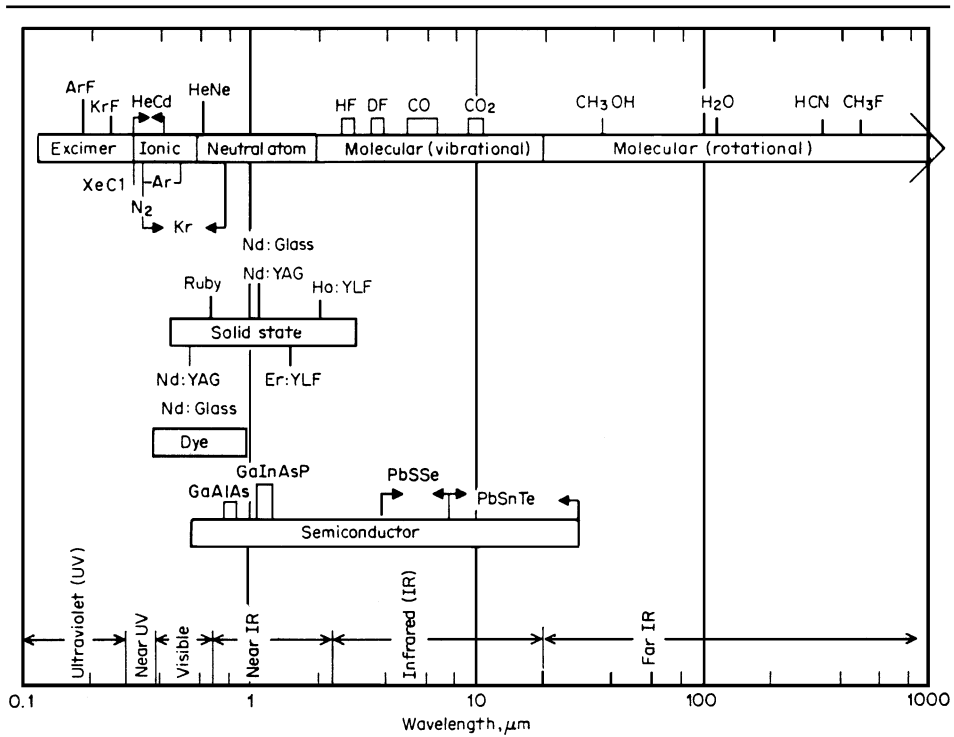 ArF
KrF
HeCd
HeNe
HF
DF
CO
CO₂
CH₃OH
H₂O
HCN
CH₃F
Excimer
Ionic
Neutral atom
Molecular (vibrational)
Molecular (rotational)
XeC1
Ar
N₂
Kr
Nd: Glass
Nd: YAG
Ruby
Ho: YLF
Solid state
Nd: YAG
Er: YLF
Nd: Glass
Dye
GaInAsP
GaAlAs
PbSSe
PbSnTe
Semiconductor
Ultraviolet (UV)
Near UV
Visible
Near IR
Infrared (IR)
Far IR
0.1
1
10
100
1000
Wavelength, μm